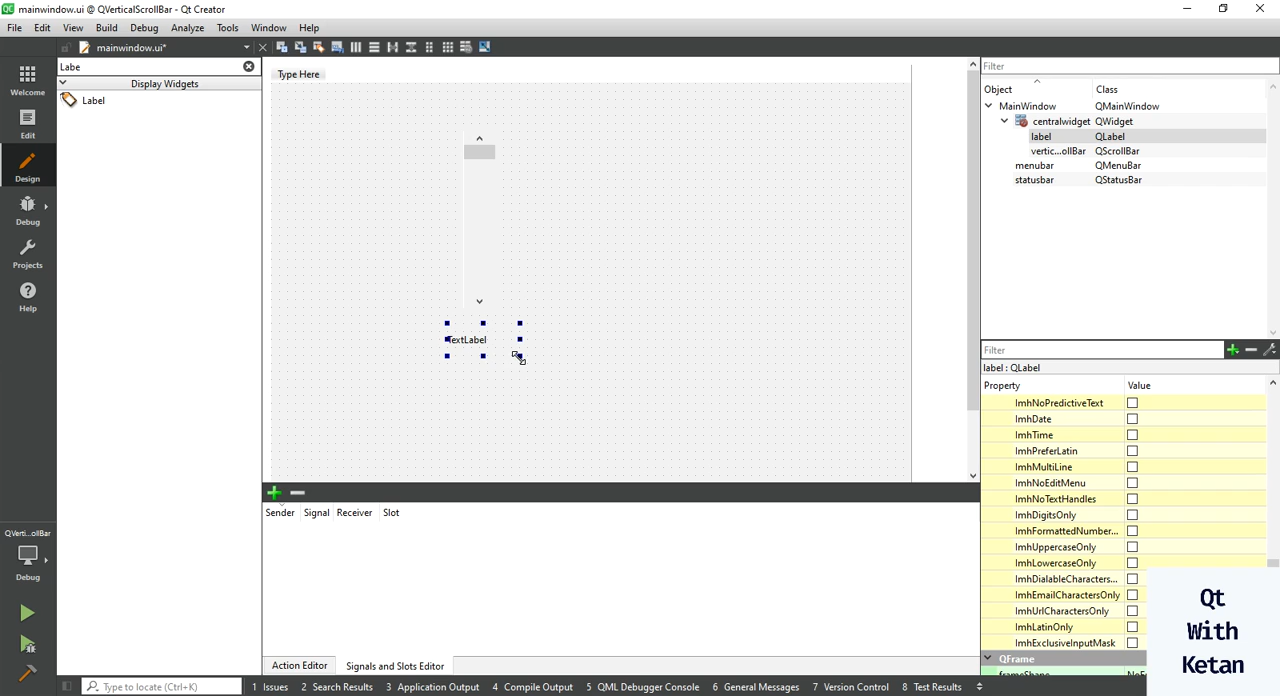 mainwindow.ui @ QVerticalScrollBar - Qt Creator
File Edit View Build Debug Analyze Tools Window Help
mainwindow.ui*
Labe
Type Here
Filter
Display Widgets
Object Class
Label
MainWindow QMainWindow
centralwidget QWidget
label QLabel
vertic...ollBar QScrollBar
menubar QMenuBar
statusbar QStatusBar
Welcome
Edit
Design
Debug
Projects
Help
TextLabel
Filter
label : QLabel
Property Value
ImhNoPredictiveText
ImhDate
ImhTime
ImhPreferLatin
ImhMultiLine
ImhNoEditMenu
ImhNoTextHandles
ImhDigitsOnly
ImhFormattedNumber...
ImhUppercaseOnly
ImhLowercaseOnly
ImhDialableCharacters...
ImhEmailCharactersOnly
ImhUrlCharactersOnly
ImhLatinOnly
ImhExclusiveInputMask
QFrame
Sender Signal Receiver Slot
QVerti...ollBar
Debug
Action Editor Signals and Slots Editor
Qt
With
Ketan
Type to locate (Ctrl+K) 1 Issues 2 Search Results 3 Application Output 4 Compile Output 5 QML Debugger Console 6 General Messages 7 Version Control 8 Test Results